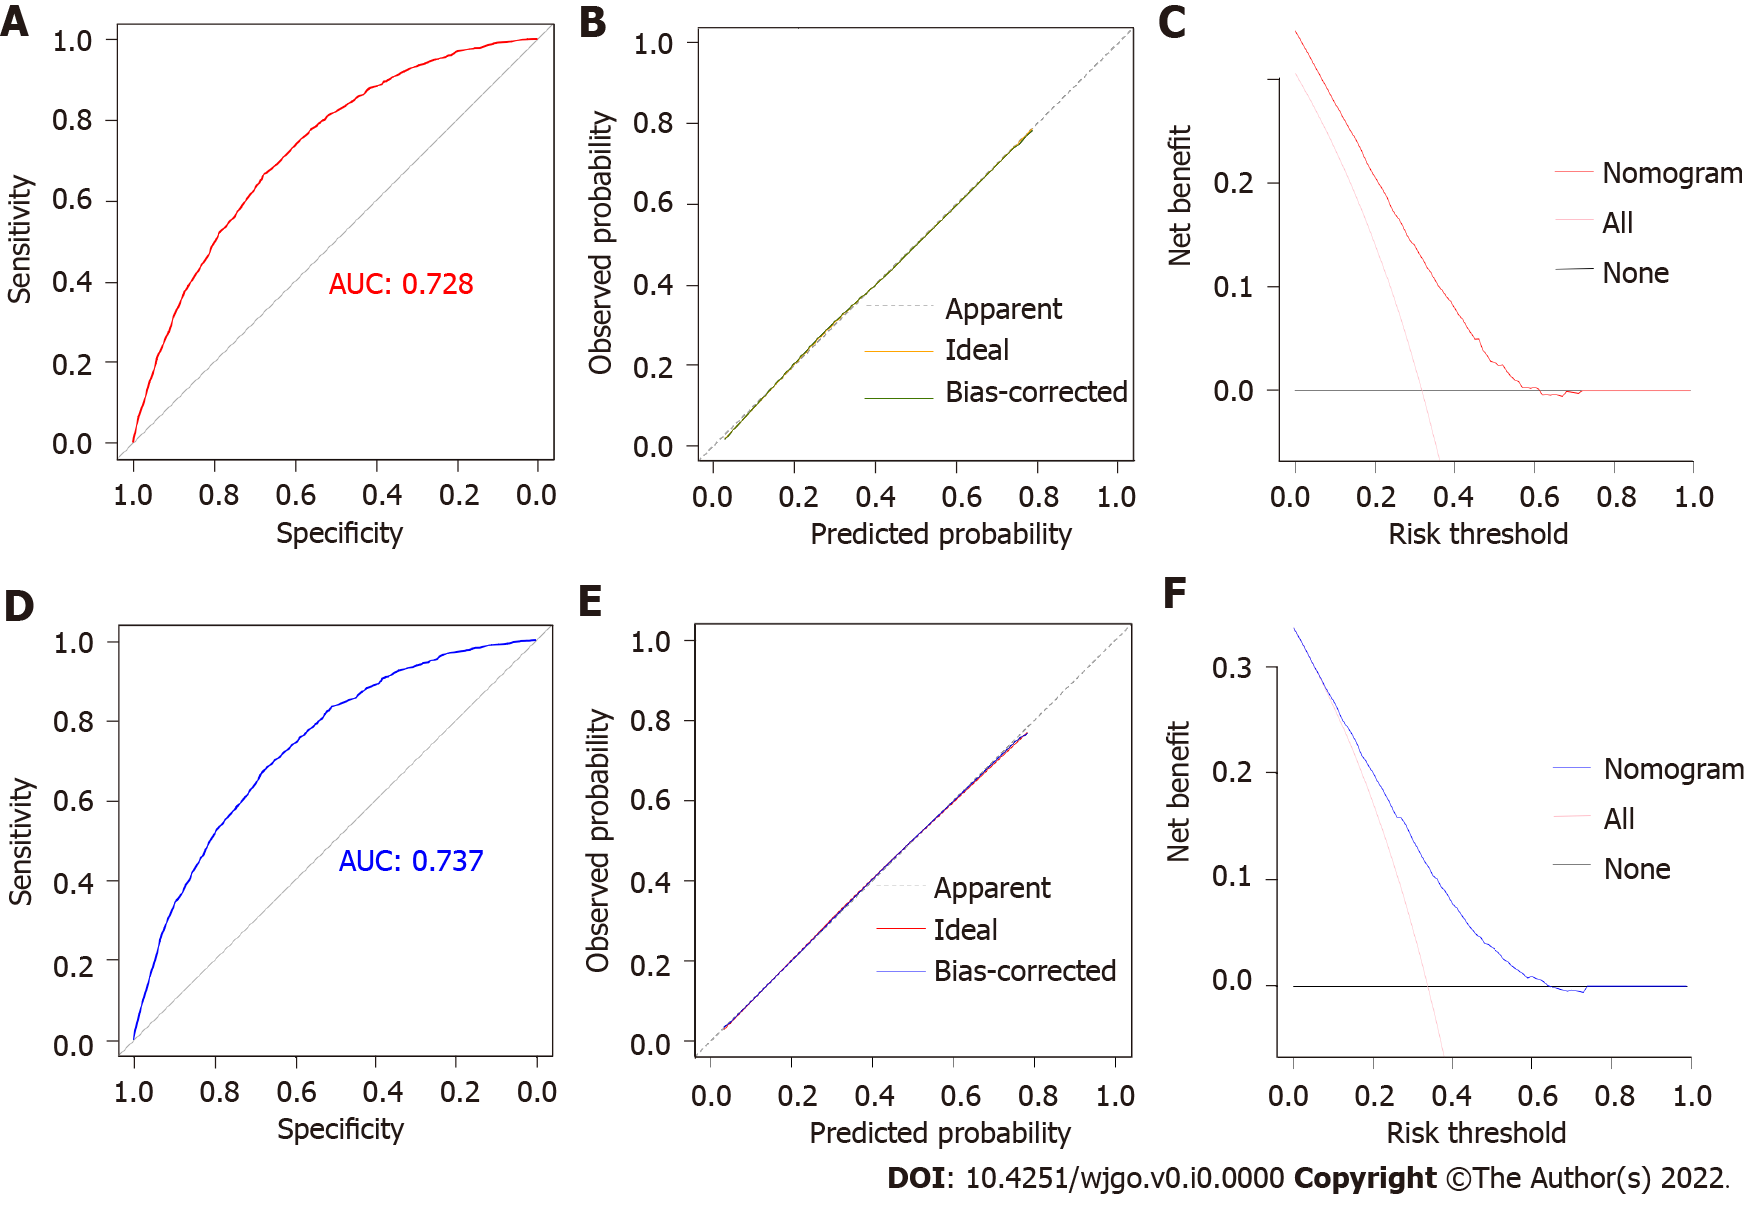 A
1.0
0.8
0.6
0.4
0.2
0.0
Sensitivity
AUC: 0.728
1.0 0.8 0.6 0.4 0.2 0.0
Specificity
B
1.0
0.8
0.6
0.4
0.2
0.0
Observed probability
Apparent
Ideal
Bias-corrected
0.0 0.2 0.4 0.6 0.8 1.0
Predicted probability
C
0.2
0.1
0.0
Net benefit
Nomogram
All
None
0.0 0.2 0.4 0.6 0.8 1.0
Risk threshold
D
1.0
0.8
0.6
0.4
0.2
0.0
Sensitivity
AUC: 0.737
1.0 0.8 0.6 0.4 0.2 0.0
Specificity
E
1.0
0.8
0.6
0.4
0.2
0.0
Observed probability
Apparent
Ideal
Bias-corrected
0.0 0.2 0.4 0.6 0.8 1.0
Predicted probability
F
0.3
0.2
0.1
0.0
Net benefit
Nomogram
All
None
0.0 0.2 0.4 0.6 0.8 1.0
Risk threshold
DOI: 10.4251/wjgo.v0.i0.0000 Copyright ©The Author(s) 2022.